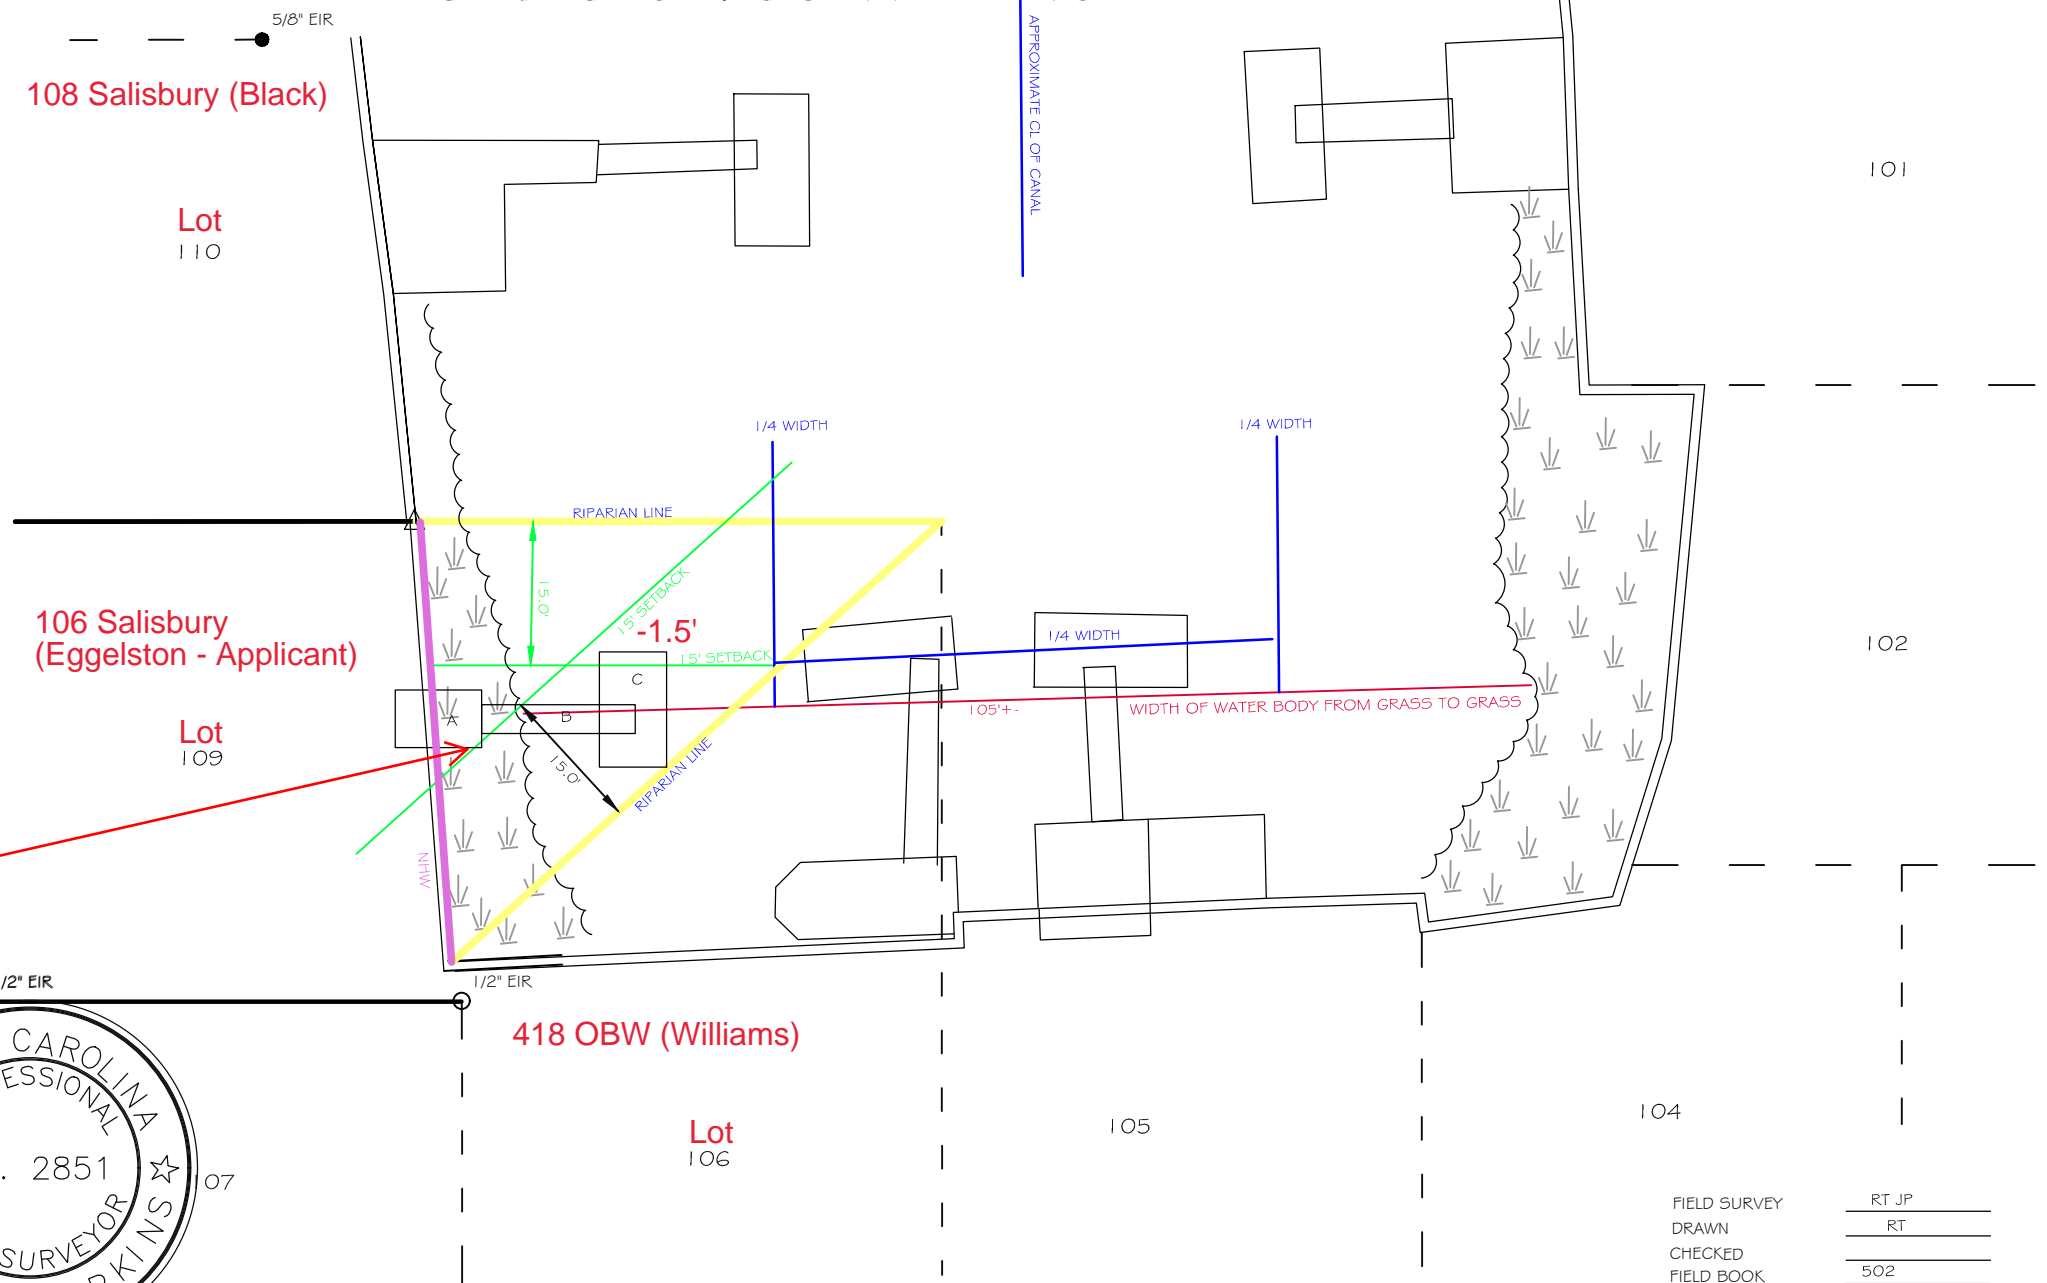 5/8" EIR
108 Salisbury (Black)
Lot
110
APPROXIMATE CL OF CANAL
101
1/4 WIDTH
1/4 WIDTH
RIPARIAN LINE
15.0'
15' SETBACK
-1.5'
15' SETBACK
1/4 WIDTH
106 Salisbury
(Eggelston - Applicant)
102
C
A
B
105'+-
WIDTH OF WATER BODY FROM GRASS TO GRASS
Lot
109
15.0'
RIPARIAN LINE
NHW
/2" EIR
1/2" EIR
418 OBW (Williams)
CAROLINA
ESSIONAL
. 2851
SURVEYOR
RKINS
107
Lot
106
105
104
FIELD SURVEY RT JP
DRAWN RT
CHECKED
FIELD BOOK 502